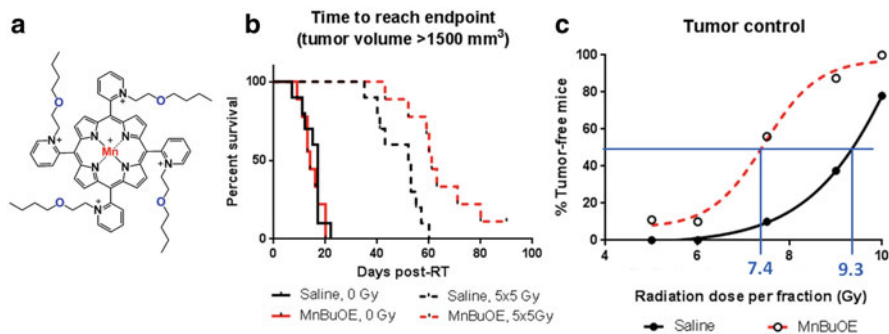 a
O
N
+
N
+
O
N
N
+
Mn
N
N
N
+
O
N
+
O
b
Time to reach endpoint
(tumor volume >1500 mm³)
Percent survival
100
50
0
0 20 40 60 80 100
Days post-RT
Saline, 0 Gy
Saline, 5x5 Gy
MnBuOE, 0 Gy
MnBuOE, 5x5Gy
c
Tumor control
% Tumor-free mice
100
80
60
40
20
0
4 6 8 10
7.4 9.3
Radiation dose per fraction (Gy)
Saline
MnBuOE